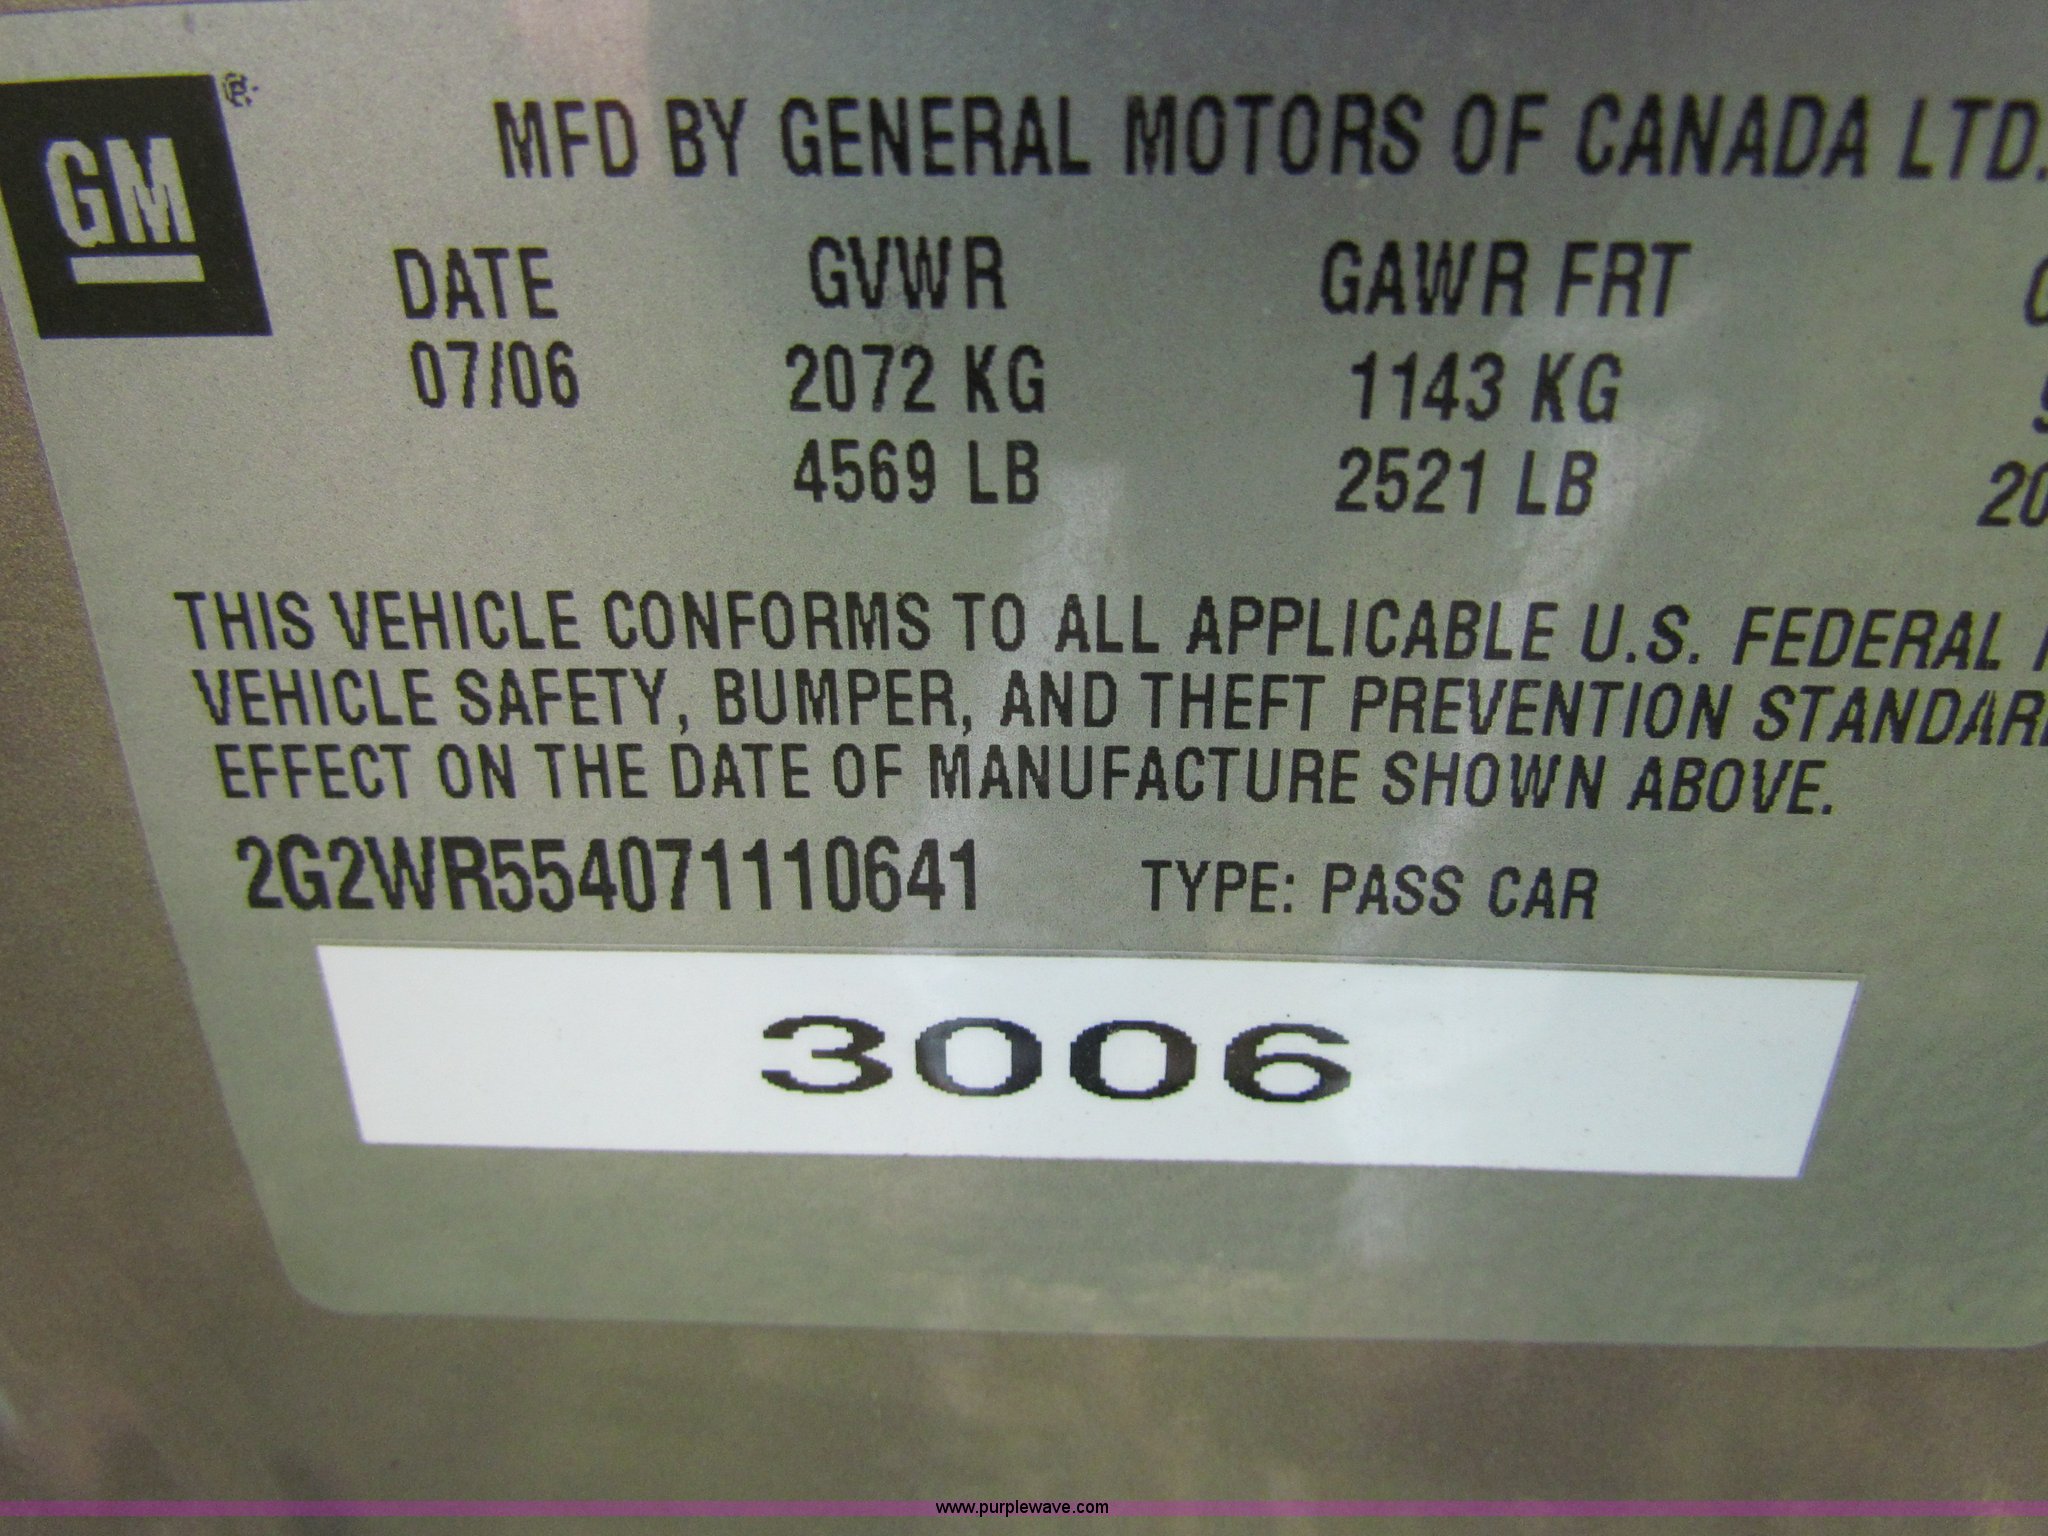 GM
MFD BY GENERAL MOTORS OF CANADA LTD.
DATE GVWR GAWR FRT
07/06 2072 KG 1143 KG
4569 LB 2521 LB
THIS VEHICLE CONFORMS TO ALL APPLICABLE U.S. FEDERAL
VEHICLE SAFETY, BUMPER, AND THEFT PREVENTION STANDAR
EFFECT ON THE DATE OF MANUFACTURE SHOWN ABOVE.
2G2WR554071110641 TYPE: PASS CAR
3006
www.purplewave.com